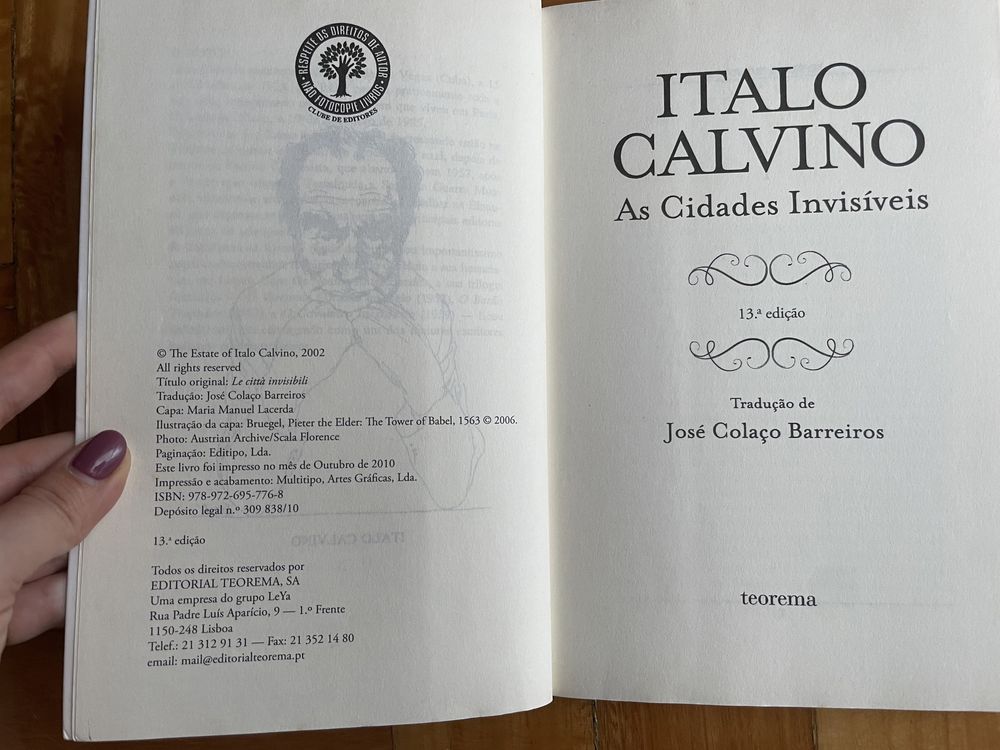 RESPEITE OS DIREITOS DE AUTOR
NÃO FOTOCOPIE LIVROS
CLUBE DE EDITORES
© The Estate of Italo Calvino, 2002
All rights reserved
Título original: Le città invisibili
Tradução: José Colaço Barreiros
Capa: Maria Manuel Lacerda
Ilustração da capa: Bruegel, Pieter the Elder: The Tower of Babel, 1563 © 2006.
Photo: Austrian Archive/Scala Florence
Paginação: Editipo, Lda.
Este livro foi impresso no mês de Outubro de 2010
Impressão e acabamento: Multitipo, Artes Gráficas, Lda.
ISBN: 978-972-695-776-8
Depósito legal n.º 309 838/10
13.ª edição
Todos os direitos reservados por
EDITORIAL TEOREMA, SA
Uma empresa do grupo LeYa
Rua Padre Luís Aparício, 9 — 1.º Frente
1150-248 Lisboa
Telef.: 21 312 91 31 — Fax: 21 352 14 80
email: mail@editorialteorema.pt
ITALO CALVINO
ITALO
CALVINO
As Cidades Invisíveis
13.ª edição
Tradução de
José Colaço Barreiros
teorema